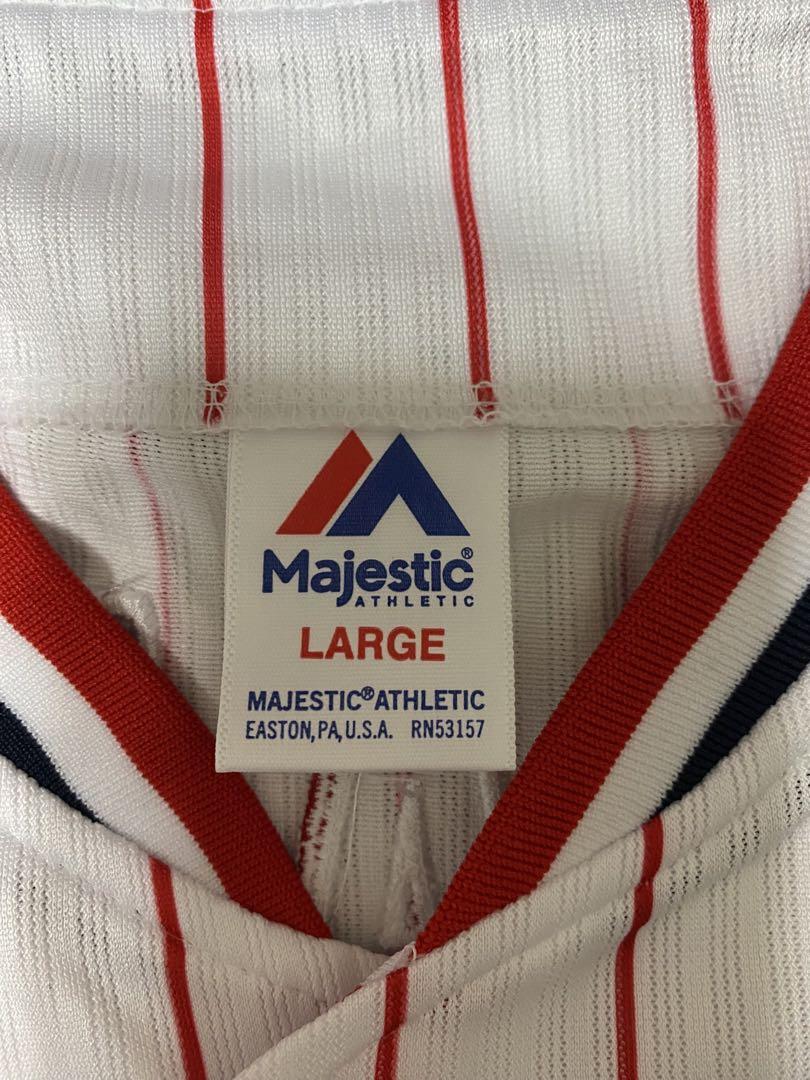 Majestic®
ATHLETIC
LARGE
MAJESTIC® ATHLETIC
EASTON, PA, U.S.A. RN53157